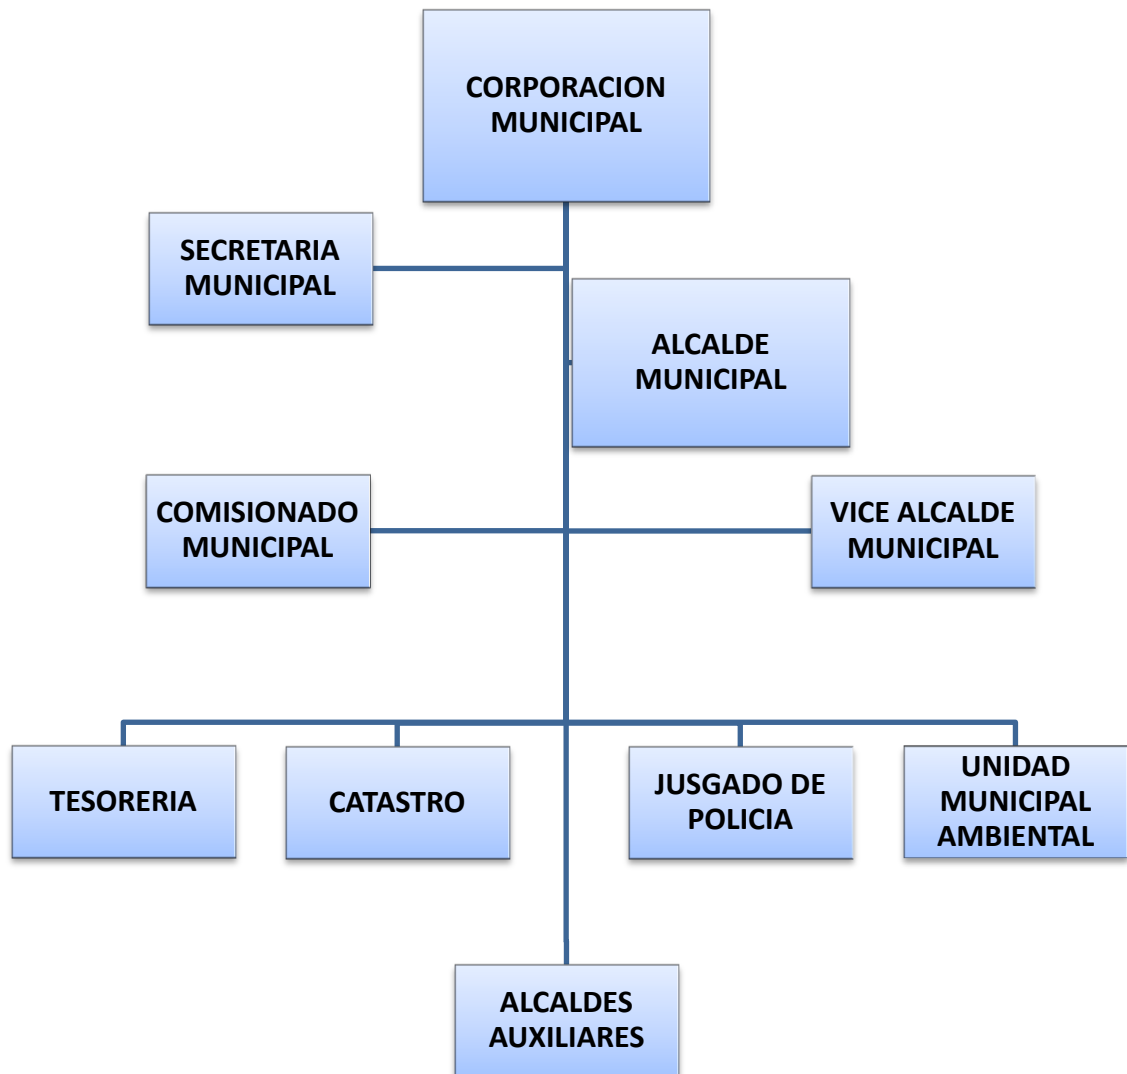 CORPORACION
MUNICIPAL
SECRETARIA
MUNICIPAL
ALCALDE
MUNICIPAL
COMISIONADO
MUNICIPAL
VICE ALCALDE
MUNICIPAL
TESORERIA
CATASTRO
JUSGADO DE
POLICIA
UNIDAD
MUNICIPAL
AMBIENTAL
ALCALDES
AUXILIARES